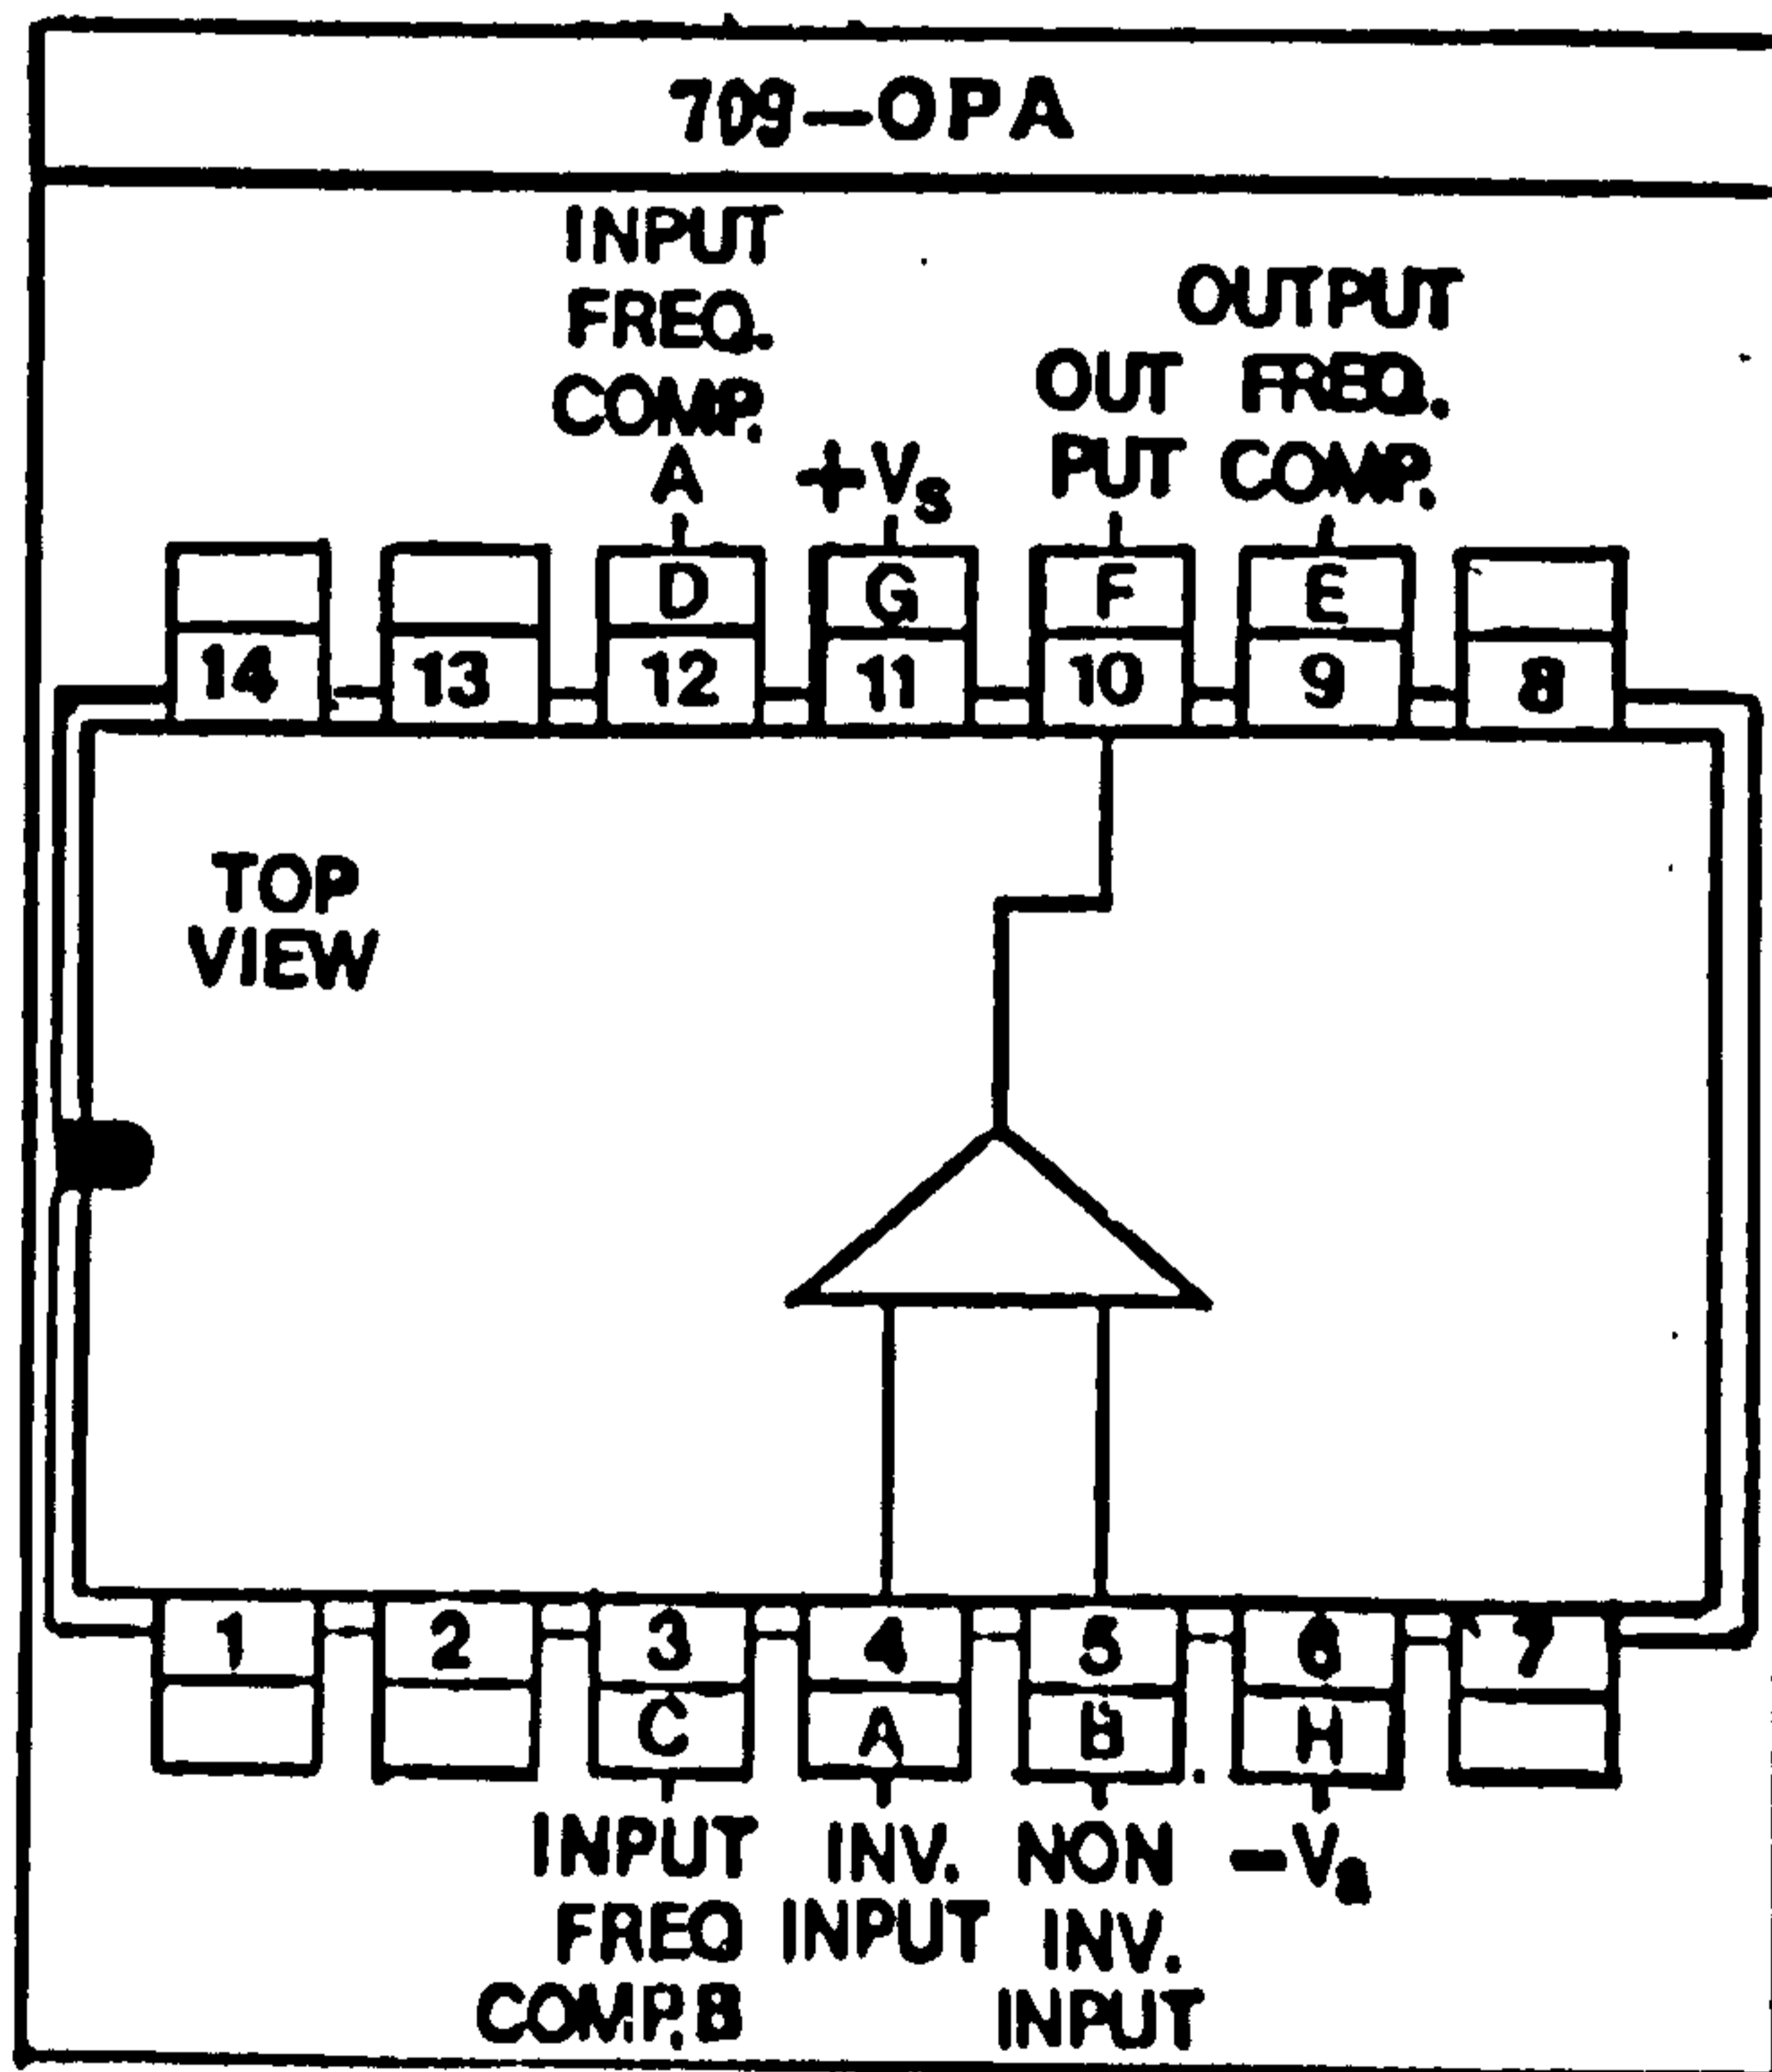 709—OPA
INPUT
FREQ.
COMP.
A
+Vs
OUTPUT
OUT FREQ.
PUT COMP.
D G F E
14 13 12 11 10 9 8
TOP
VIEW
1 2 3 4 5 6 7
C A B H
INPUT INV. NON −Vs
FREQ INPUT INV.
COMP.B INPUT